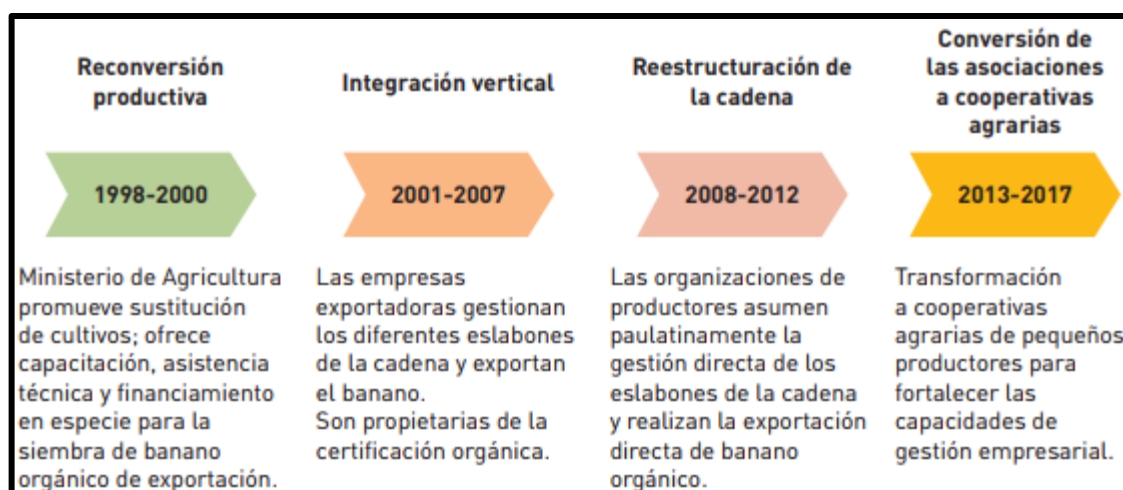 Reconversión
productiva
Integración vertical
Reestructuración de
la cadena
Conversión de
las asociaciones
a cooperativas
agrarias
1998-2000
2001-2007
2008-2012
2013-2017
Ministerio de Agricultura
promueve sustitución
de cultivos; ofrece
capacitación, asistencia
técnica y financiamiento
en especie para la
siembra de banano
orgánico de exportación.
Las empresas
exportadoras gestionan
los diferentes eslabones
de la cadena y exportan
el banano.
Son propietarias de la
certificación orgánica.
Las organizaciones de
productores asumen
paulatinamente la
gestión directa de los
eslabones de la cadena
y realizan la exportación
directa de banano
orgánico.
Transformación
a cooperativas
agrarias de pequeños
productores para
fortalecer las
capacidades de
gestión empresarial.